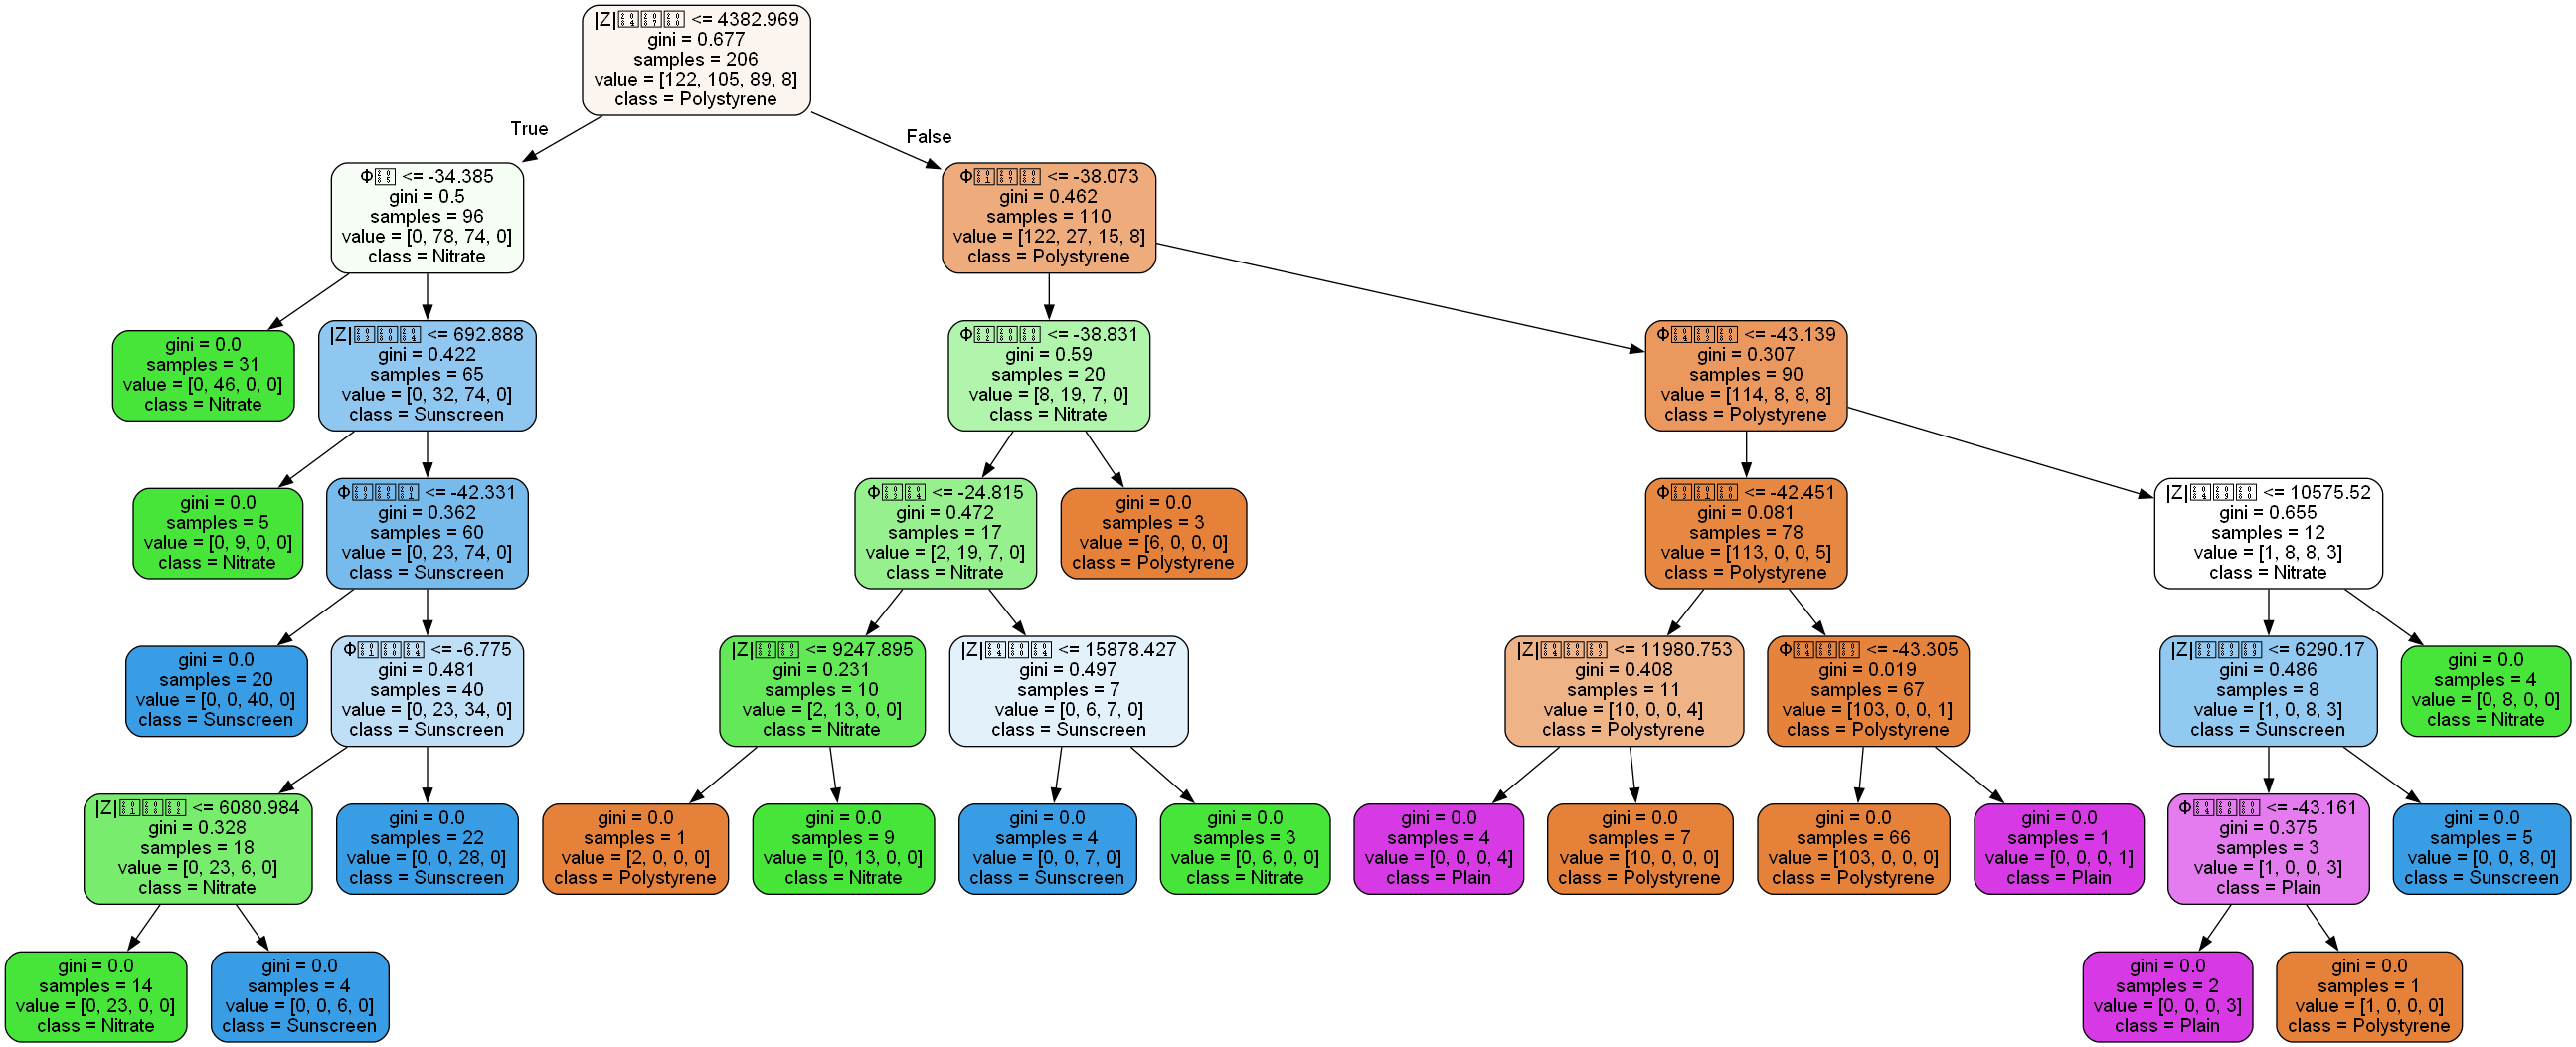 |Z| <= 4382.969
gini = 0.677
samples = 206
value = [122, 105, 89, 8]
class = Polystyrene
True
False
Φ <= -34.385
gini = 0.5
samples = 96
value = [0, 78, 74, 0]
class = Nitrate
Φ <= -38.073
gini = 0.462
samples = 110
value = [122, 27, 15, 8]
class = Polystyrene
gini = 0.0
samples = 31
value = [0, 46, 0, 0]
class = Nitrate
|Z| <= 692.888
gini = 0.422
samples = 65
value = [0, 32, 74, 0]
class = Sunscreen
Φ <= -38.831
gini = 0.59
samples = 20
value = [8, 19, 7, 0]
class = Nitrate
Φ <= -43.139
gini = 0.307
samples = 90
value = [114, 8, 8, 8]
class = Polystyrene
gini = 0.0
samples = 5
value = [0, 9, 0, 0]
class = Nitrate
Φ <= -42.331
gini = 0.362
samples = 60
value = [0, 23, 74, 0]
class = Sunscreen
Φ <= -24.815
gini = 0.472
samples = 17
value = [2, 19, 7, 0]
class = Nitrate
gini = 0.0
samples = 3
value = [6, 0, 0, 0]
class = Polystyrene
Φ <= -42.451
gini = 0.081
samples = 78
value = [113, 0, 0, 5]
class = Polystyrene
|Z| <= 10575.52
gini = 0.655
samples = 12
value = [1, 8, 8, 3]
class = Nitrate
gini = 0.0
samples = 20
value = [0, 0, 40, 0]
class = Sunscreen
Φ <= -6.775
gini = 0.481
samples = 40
value = [0, 23, 34, 0]
class = Sunscreen
|Z| <= 9247.895
gini = 0.231
samples = 10
value = [2, 13, 0, 0]
class = Nitrate
|Z| <= 15878.427
gini = 0.497
samples = 7
value = [0, 6, 7, 0]
class = Sunscreen
|Z| <= 11980.753
gini = 0.408
samples = 11
value = [10, 0, 0, 4]
class = Polystyrene
Φ <= -43.305
gini = 0.019
samples = 67
value = [103, 0, 0, 1]
class = Polystyrene
|Z| <= 6290.17
gini = 0.486
samples = 8
value = [1, 0, 8, 3]
class = Sunscreen
gini = 0.0
samples = 4
value = [0, 8, 0, 0]
class = Nitrate
|Z| <= 6080.984
gini = 0.328
samples = 18
value = [0, 23, 6, 0]
class = Nitrate
gini = 0.0
samples = 22
value = [0, 0, 28, 0]
class = Sunscreen
gini = 0.0
samples = 1
value = [2, 0, 0, 0]
class = Polystyrene
gini = 0.0
samples = 9
value = [0, 13, 0, 0]
class = Nitrate
gini = 0.0
samples = 4
value = [0, 0, 7, 0]
class = Sunscreen
gini = 0.0
samples = 3
value = [0, 6, 0, 0]
class = Nitrate
gini = 0.0
samples = 4
value = [0, 0, 0, 4]
class = Plain
gini = 0.0
samples = 7
value = [10, 0, 0, 0]
class = Polystyrene
gini = 0.0
samples = 66
value = [103, 0, 0, 0]
class = Polystyrene
gini = 0.0
samples = 1
value = [0, 0, 0, 1]
class = Plain
Φ <= -43.161
gini = 0.375
samples = 3
value = [1, 0, 0, 3]
class = Plain
gini = 0.0
samples = 5
value = [0, 0, 8, 0]
class = Sunscreen
gini = 0.0
samples = 14
value = [0, 23, 0, 0]
class = Nitrate
gini = 0.0
samples = 4
value = [0, 0, 6, 0]
class = Sunscreen
gini = 0.0
samples = 2
value = [0, 0, 0, 3]
class = Plain
gini = 0.0
samples = 1
value = [1, 0, 0, 0]
class = Polystyrene